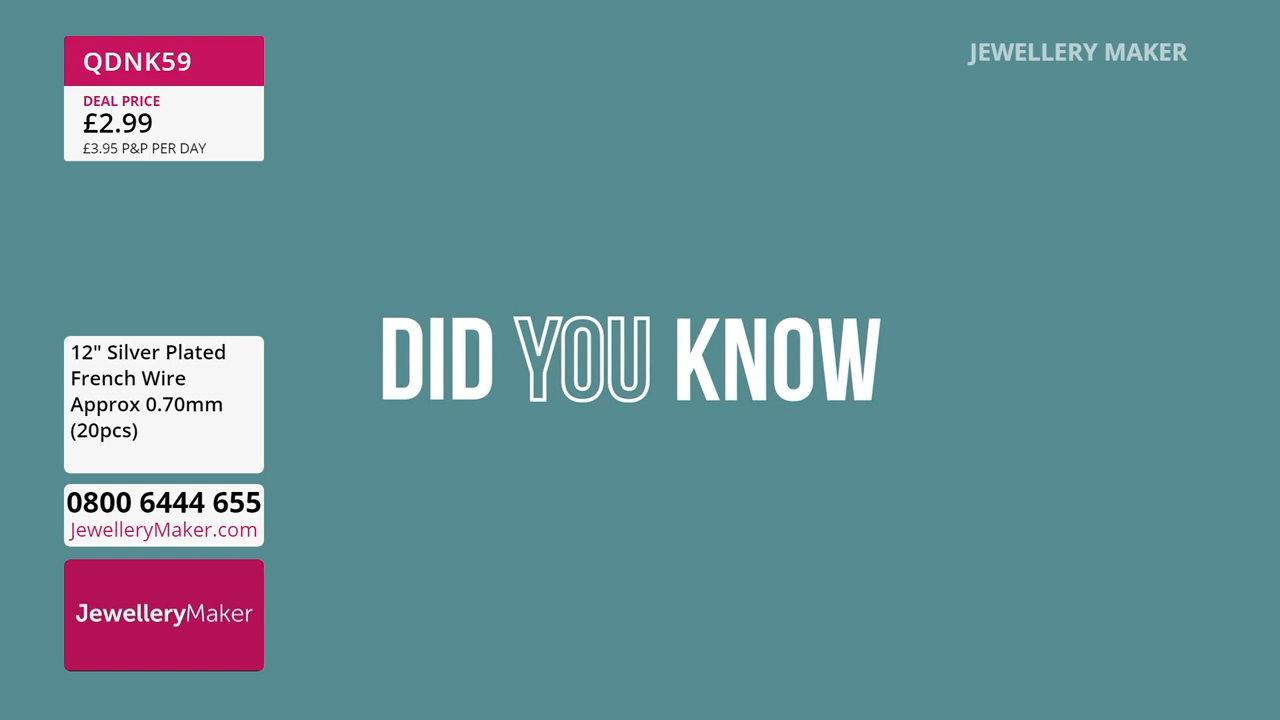 QDNK59
DEAL PRICE
£2.99
£3.95 P&P PER DAY
JEWELLERY MAKER
DID YOU KNOW
12" Silver Plated
French Wire
Approx 0.70mm
(20pcs)
0800 6444 655
JewelleryMaker.com
JewelleryMaker